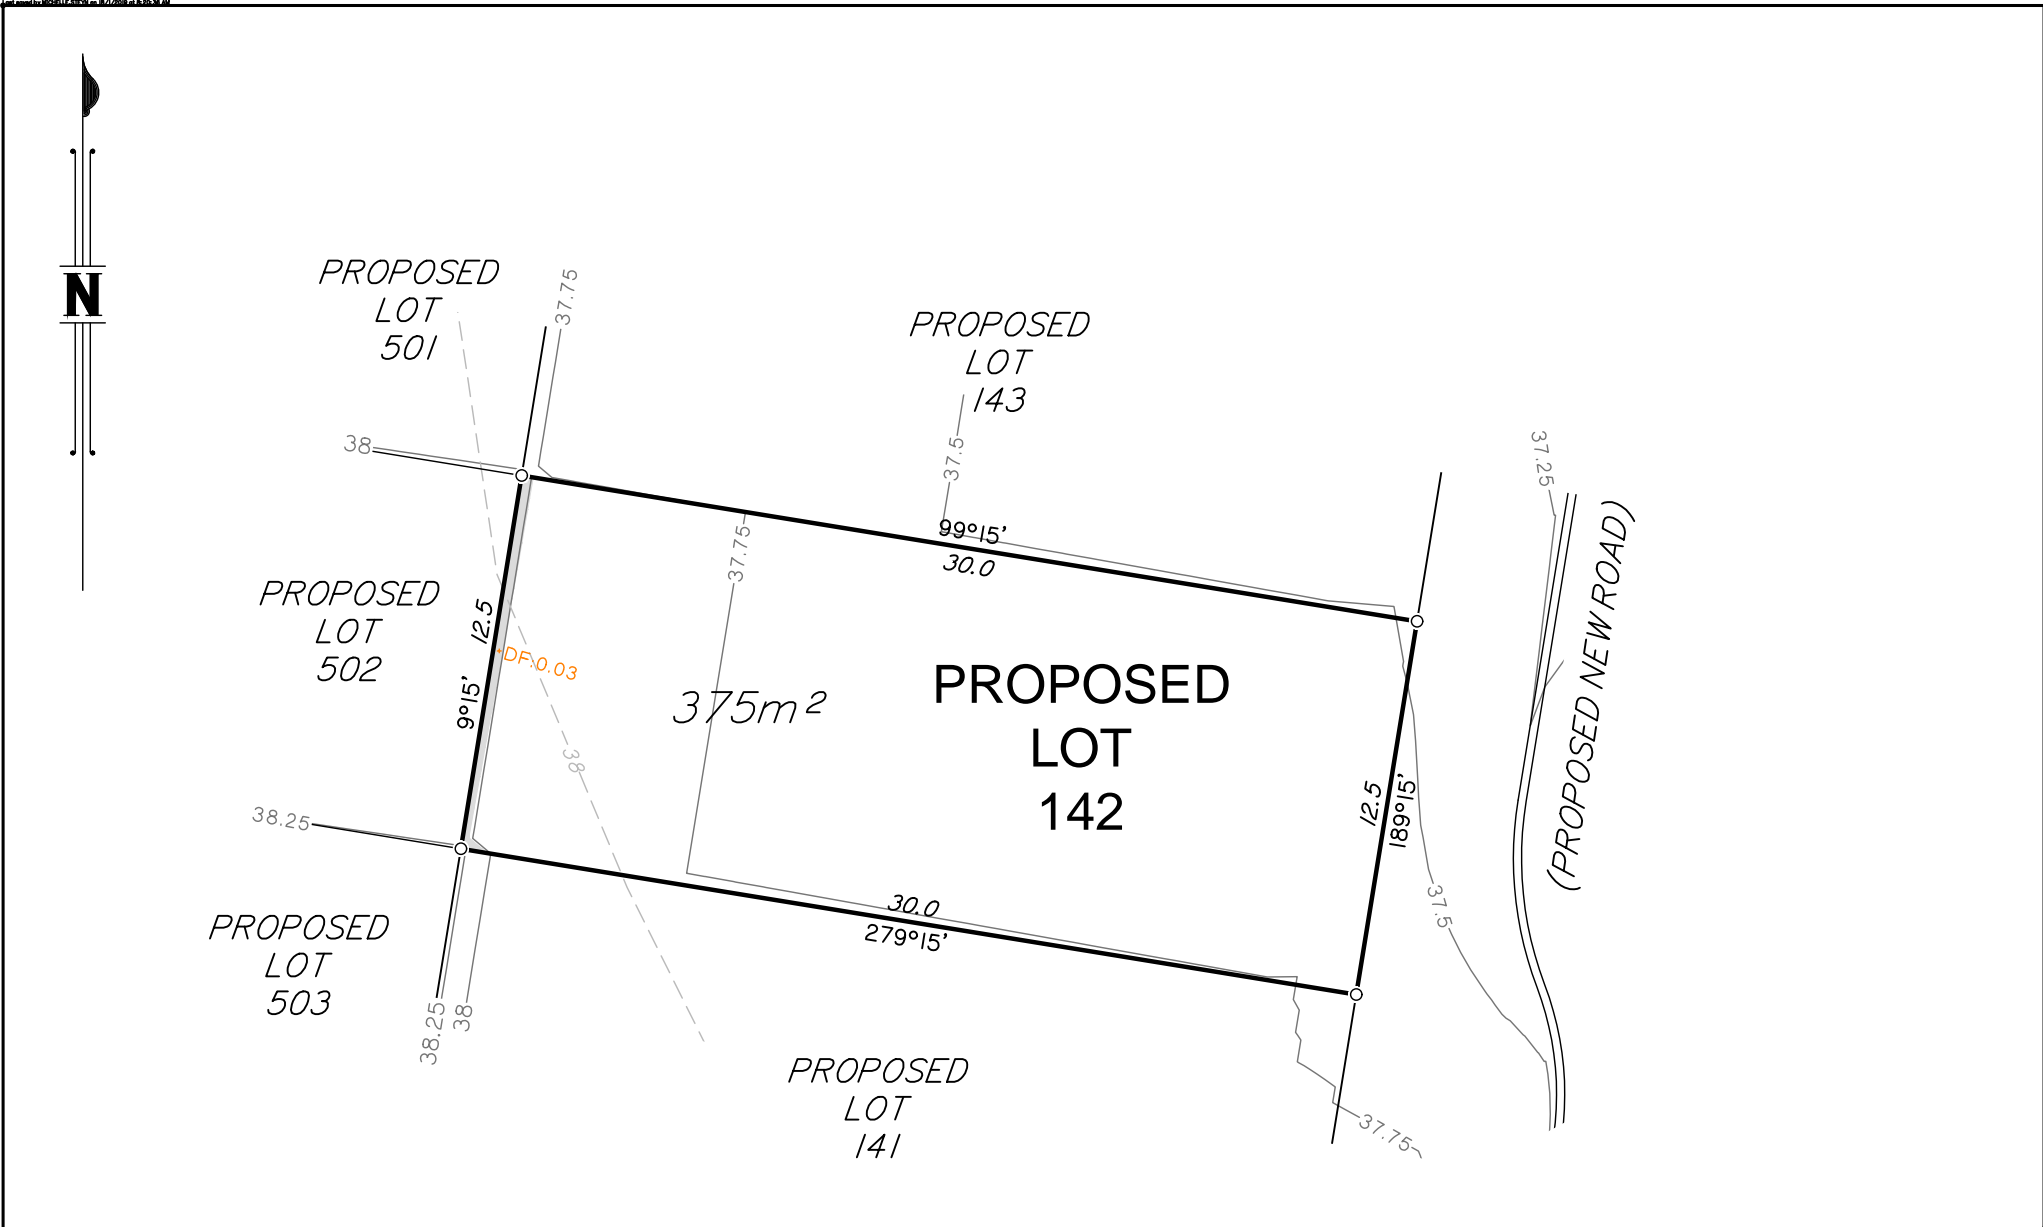 N
PROPOSED
LOT
501
37.75
PROPOSED
LOT
143
38
37.5
37.25
99°15'
30.0
37.75
(PROPOSED NEW ROAD)
PROPOSED
LOT
502
12.5
9°15'
DF:0.03
375m²
PROPOSED
LOT
142
38
12.5
189°15'
38.25
30.0
279°15'
37.5
PROPOSED
LOT
503
38.25
38
PROPOSED
LOT
141
37.75